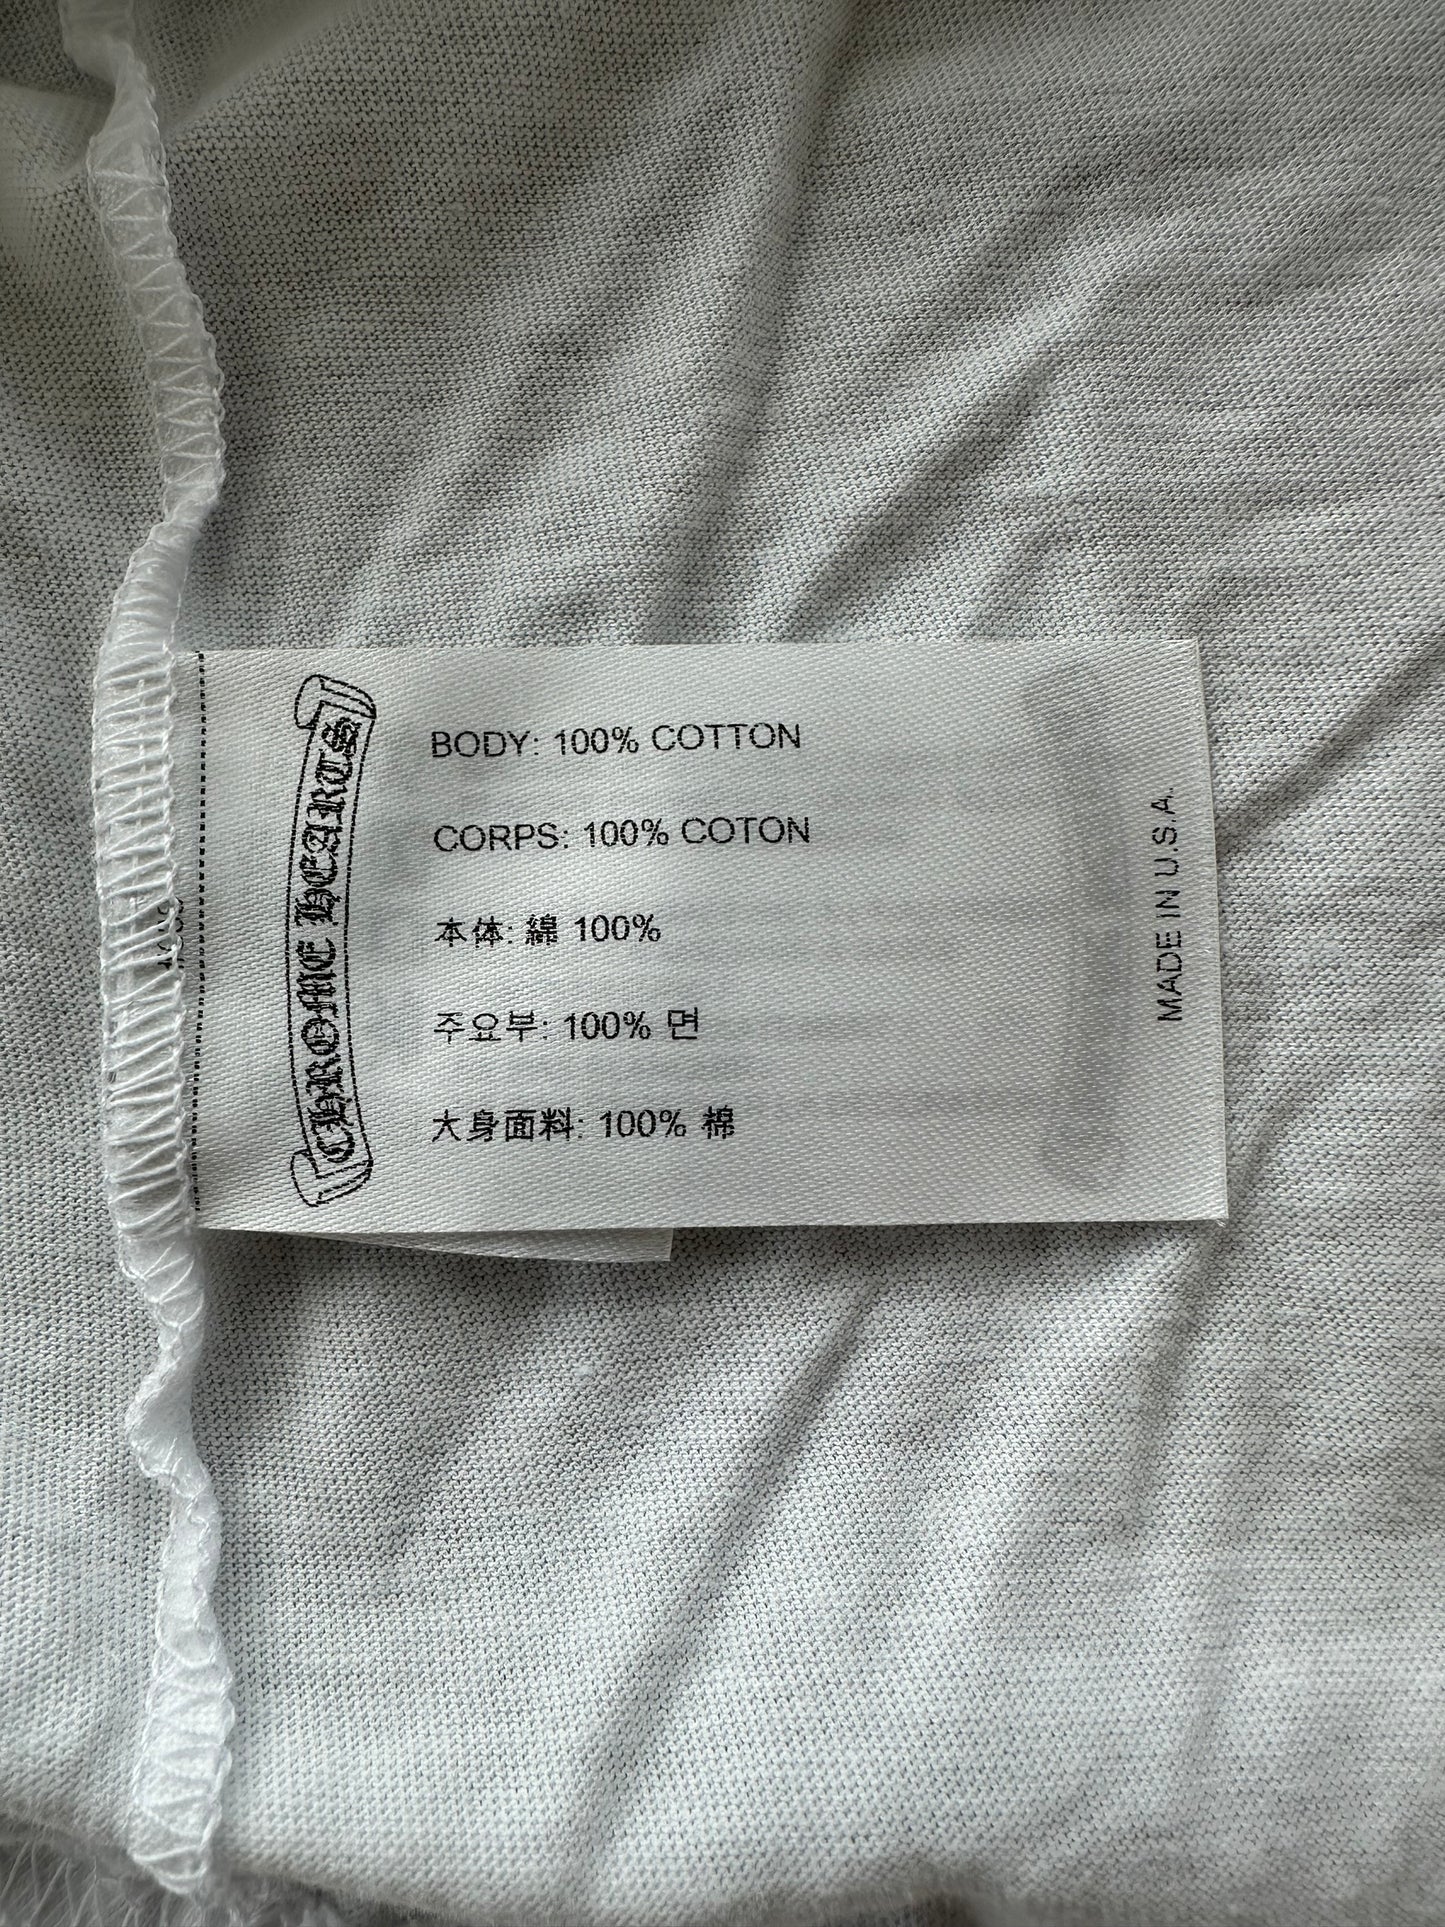 CHROME HEARTS
BODY: 100% COTTON
CORPS: 100% COTON
本体: 綿 100%
주요부: 100% 면
大身面料: 100% 棉
MADE IN U.S.A.